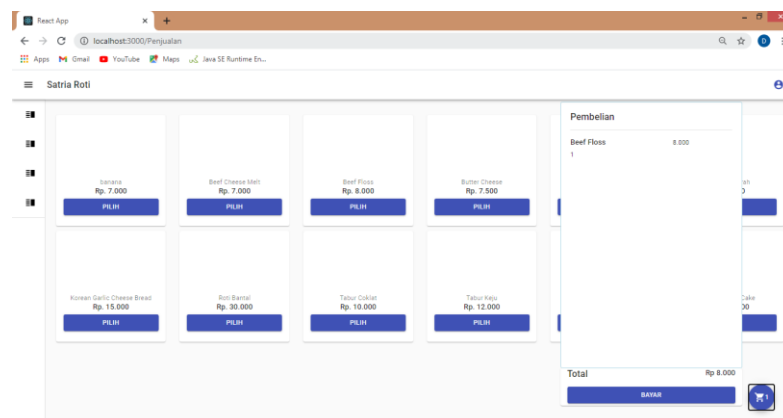 React App
localhost:3000/Penjualan
Apps Gmail YouTube Maps Java SE Runtime En...
Satria Roti
banana
Rp. 7.000
PILIH
Beef Cheese Melt
Rp. 7.000
PILIH
Beef Floss
Rp. 8.000
PILIH
Butter Cheese
Rp. 7.500
PILIH
Korean Garlic Cheese Bread
Rp. 15.000
PILIH
Roti Bantal
Rp. 30.000
PILIH
Tabur Coklat
Rp. 10.000
PILIH
Tabur Keju
Rp. 12.000
PILIH
Cake
Pembelian
Beef Floss 8.000
1
Total Rp 8.000
BAYAR
1